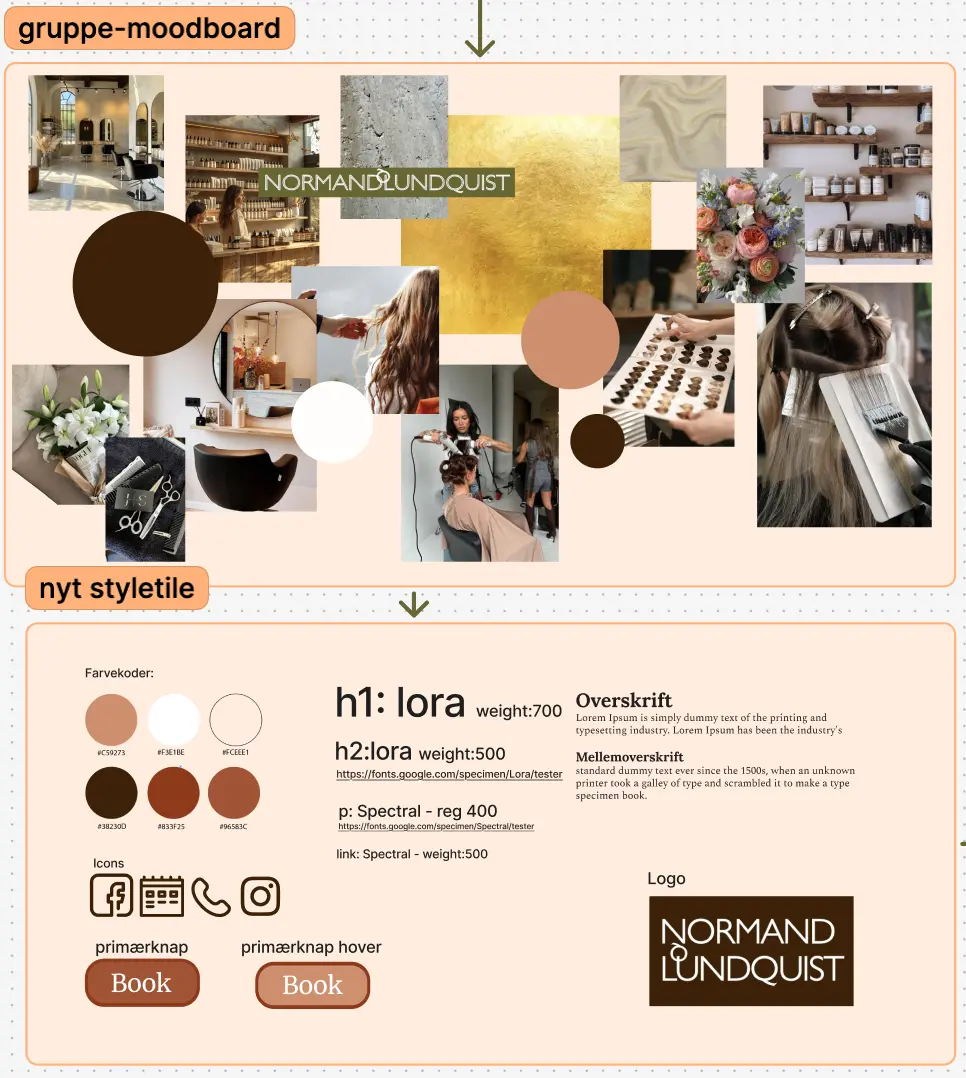 gruppe-moodboard
NORMAND LUNDQUIST
VOGUE
nyt styletile
Farvekoder:
#C59273
#F3E1BE
#FCEEE1
#38230D
#833F25
#96583C
h1: lora weight:700
h2:lora weight:500
https://fonts.google.com/specimen/Lora/tester
p: Spectral - reg 400
https://fonts.google.com/specimen/Spectral/tester
link: Spectral - weight:500
Overskrift
Lorem Ipsum is simply dummy text of the printing and
typesetting industry. Lorem Ipsum has been the industry's
Mellemoverskrift
standard dummy text ever since the 1500s, when an unknown
printer took a galley of type and scrambled it to make a type
specimen book.
Icons
primærknap
primærknap hover
Book
Book
Logo
NORMAND
LUNDQUIST